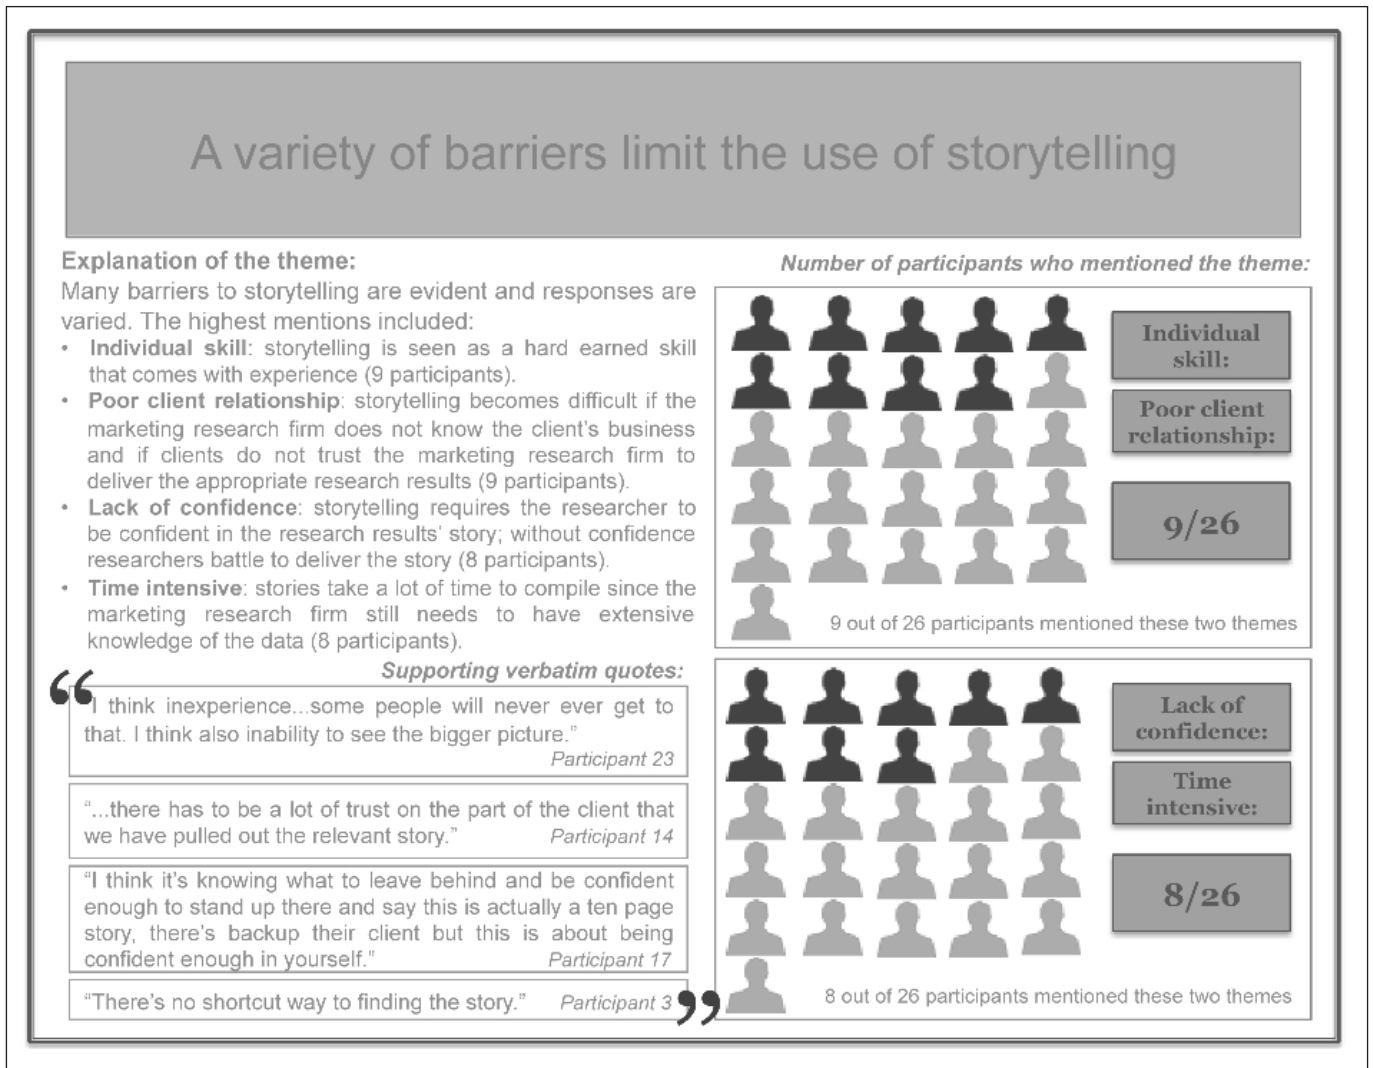 A variety of barriers limit the use of storytelling
Explanation of the theme:
Many barriers to storytelling are evident and responses are
varied. The highest mentions included:
• Individual skill: storytelling is seen as a hard earned skill
that comes with experience (9 participants).
• Poor client relationship: storytelling becomes difficult if the
marketing research firm does not know the client's business
and if clients do not trust the marketing research firm to
deliver the appropriate research results (9 participants).
• Lack of confidence: storytelling requires the researcher to
be confident in the research results' story; without confidence
researchers battle to deliver the story (8 participants).
• Time intensive: stories take a lot of time to compile since the
marketing research firm still needs to have extensive
knowledge of the data (8 participants).
Supporting verbatim quotes:
“I think inexperience...some people will never ever get to
that. I think also inability to see the bigger picture.”
Participant 23
“...there has to be a lot of trust on the part of the client that
we have pulled out the relevant story.” Participant 14
“I think it's knowing what to leave behind and be confident
enough to stand up there and say this is actually a ten page
story, there's backup their client but this is about being
confident enough in yourself.” Participant 17
“There's no shortcut way to finding the story.” Participant 3
”
Number of participants who mentioned the theme:
Individual
skill:
Poor client
relationship:
9/26
9 out of 26 participants mentioned these two themes
Lack of
confidence:
Time
intensive:
8/26
8 out of 26 participants mentioned these two themes